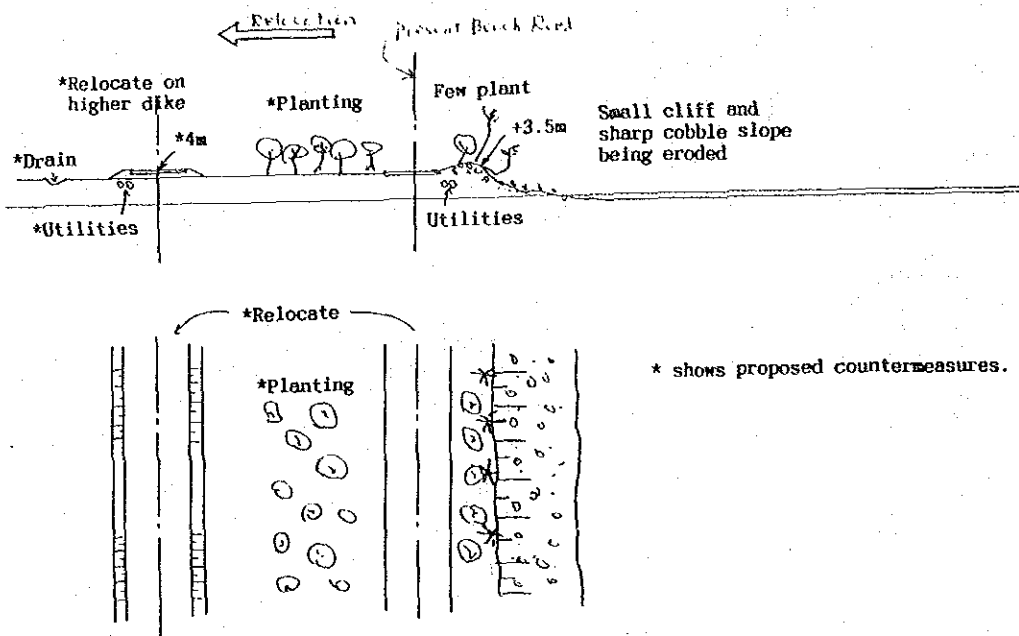 Relocation
Present Beach Road
*Relocate on
higher dike
*Planting
Few plant
Small cliff and
sharp cobble slope
being eroded
+3.5m
*4m
*Drain
*Utilities
Utilities
*Relocate
*Planting
* shows proposed countermeasures.